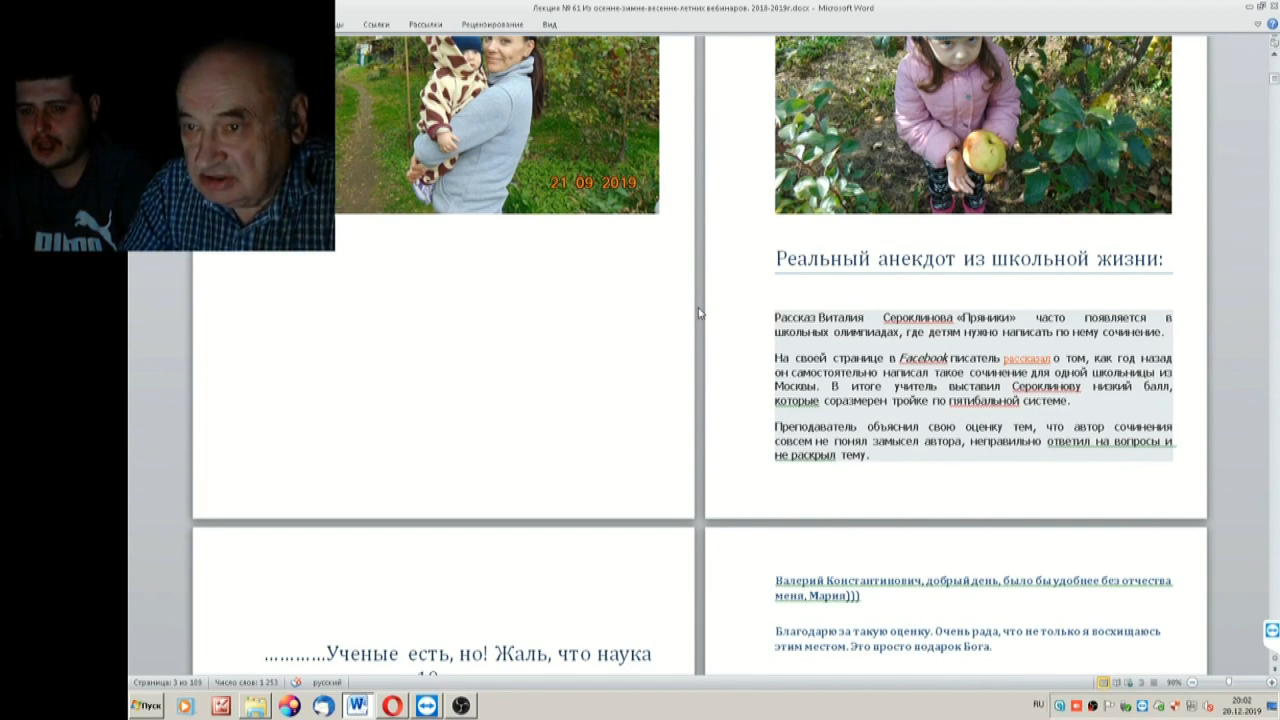 Лекция № 61 Из осенне-зимне-весенне-летних вебинаров. 2018-2019г.docx - Microsoft Word
Ссылки Рассылки Рецензирование Вид
21 09 2019
Реальный анекдот из школьной жизни:
Рассказ Виталия Сероклинова «Пряники» часто появляется в
школьных олимпиадах, где детям нужно написать по нему сочинение.
На своей странице в Facebook писатель рассказал о том, как год назад
он самостоятельно написал такое сочинение для одной школьницы из
Москвы. В итоге учитель выставил Сероклинову низкий балл,
которые соразмерен тройке по пятибальной системе.
Преподаватель объяснил свою оценку тем, что автор сочинения
совсем не понял замысел автора, неправильно ответил на вопросы и
не раскрыл тему.
…………Ученые есть, но! Жаль, что наука
Валерий Константинович, добрый день, было бы удобнее без отчества
меня, Мария)))
Благодарю за такую оценку. Очень рада, что не только я восхищаюсь
этим местом. Это просто подарок Бога.
Страница: 3 из 189 Число слов: 1 253 русский 90%
Пуск RU 20:02
20.12.2019